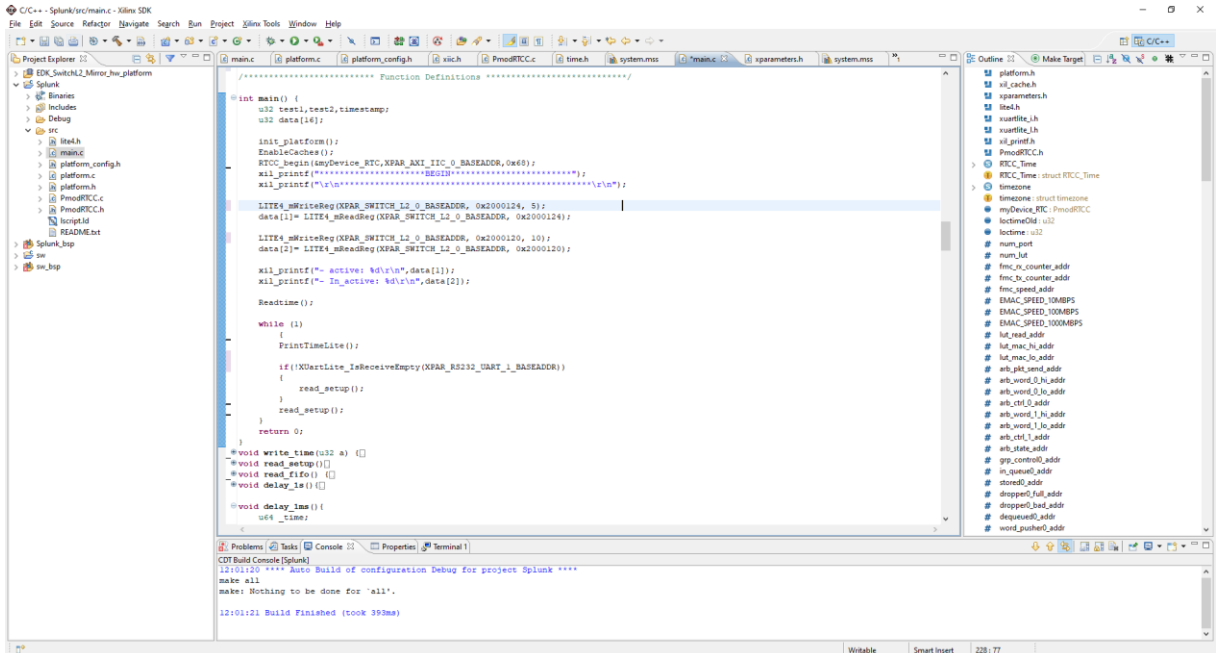 C/C++ - Splunk/src/main.c - Xilinx SDK
File Edit Source Refactor Navigate Search Run Project Xilinx Tools Window Help
C/C++
Project Explorer
EDK_SwitchL2_Mirror_hw_platform
Splunk
Binaries
Includes
Debug
src
lite4.h
main.c
platform_config.h
platform.c
platform.h
PmodRTCC.c
PmodRTCC.h
lscript.ld
README.txt
Splunk_bsp
sw
sw_bsp
main.c platform.c platform_config.h xiic.h PmodRTCC.c time.h system.mss *main.c xparameters.h system.mss
/************************** Function Definitions ****************************/
int main() {
u32 test1,test2,timestamp;
u32 data[16];
init_platform();
EnableCaches();
RTCC_begin(&myDevice_RTC,XPAR_AXI_IIC_0_BASEADDR,0x68);
xil_printf("*********************BEGIN************************");
xil_printf("\r\n**************************************************\r\n");
LITE4_mWriteReg(XPAR_SWITCH_L2_0_BASEADDR, 0x2000124, 5);
data[1]= LITE4_mReadReg(XPAR_SWITCH_L2_0_BASEADDR, 0x2000124);
LITE4_mWriteReg(XPAR_SWITCH_L2_0_BASEADDR, 0x2000120, 10);
data[2]= LITE4_mReadReg(XPAR_SWITCH_L2_0_BASEADDR, 0x2000120);
xil_printf("- active: %d\r\n",data[1]);
xil_printf("- In_active: %d\r\n",data[2]);
Readtime();
while (1)
{
PrintTimeLite();
if(!XUartLite_IsReceiveEmpty(XPAR_RS232_UART_1_BASEADDR))
{
read_setup();
}
read_setup();
}
return 0;
}
void write_time(u32 a) {
void read_setup()
void read_fifo() {
void delay_1s(){
void delay_1ms(){
u64 _time;
Outline Make Target
platform.h
xil_cache.h
xparameters.h
lite4.h
xuartlite_i.h
xuartlite_l.h
xil_printf.h
PmodRTCC.h
RTCC_Time
RTCC_Time : struct RTCC_Time
timezone
timezone : struct timezone
myDevice_RTC : PmodRTCC
loctimeOld : u32
loctime : u32
num_port
num_lut
fmc_rx_counter_addr
fmc_tx_counter_addr
fmc_speed_addr
EMAC_SPEED_10MBPS
EMAC_SPEED_100MBPS
EMAC_SPEED_1000MBPS
lut_read_addr
lut_mac_hi_addr
lut_mac_lo_addr
arb_pkt_send_addr
arb_word_0_hi_addr
arb_word_0_lo_addr
arb_ctrl_0_addr
arb_word_1_hi_addr
arb_word_1_lo_addr
arb_ctrl_1_addr
arb_state_addr
grp_control0_addr
in_queue0_addr
stored0_addr
dropper0_full_addr
dropper0_bad_addr
dequeued0_addr
word_pusher0_addr
Problems Tasks Console Properties Terminal 1
CDT Build Console [Splunk]
12:01:20 **** Auto Build of configuration Debug for project Splunk ****
make all
make: Nothing to be done for `all'.
12:01:21 Build Finished (took 393ms)
Writable Smart Insert 228 : 77